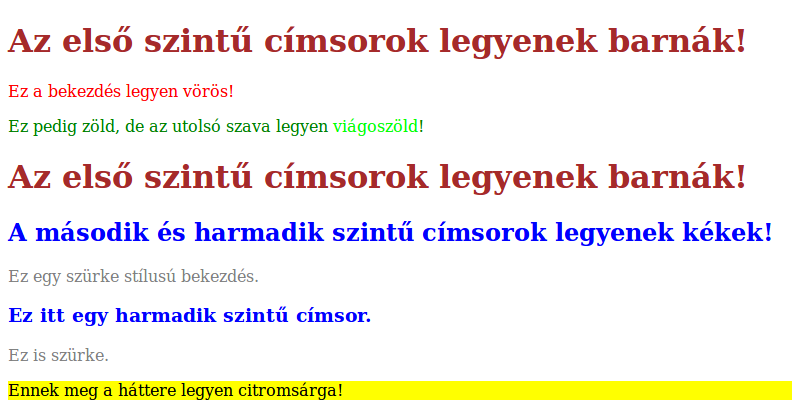 Az első szintű címsorok legyenek barnák!
Ez a bekezdés legyen vörös!
Ez pedig zöld, de az utolsó szava legyen viágoszöld!
Az első szintű címsorok legyenek barnák!
A második és harmadik szintű címsorok legyenek kékek!
Ez egy szürke stílusú bekezdés.
Ez itt egy harmadik szintű címsor.
Ez is szürke.
Ennek meg a háttere legyen citromsárga!